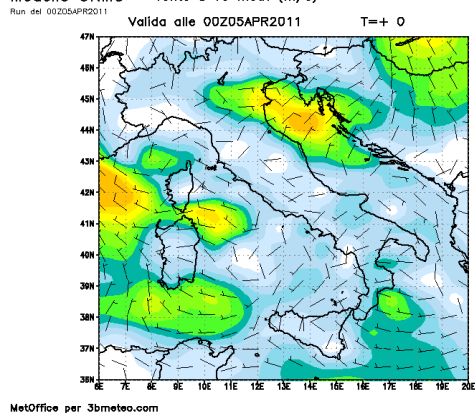 Run del 00Z05APR2011
Valida alle 00Z05APR2011 T=+ 0
47N
46N
45N
44N
43N
42N
41N
40N
39N
38N
37N
36N
6E 7E 8E 9E 10E 11E 12E 13E 14E 15E 16E 17E 18E 19E 20E
MetOffice per 3bmeteo.com